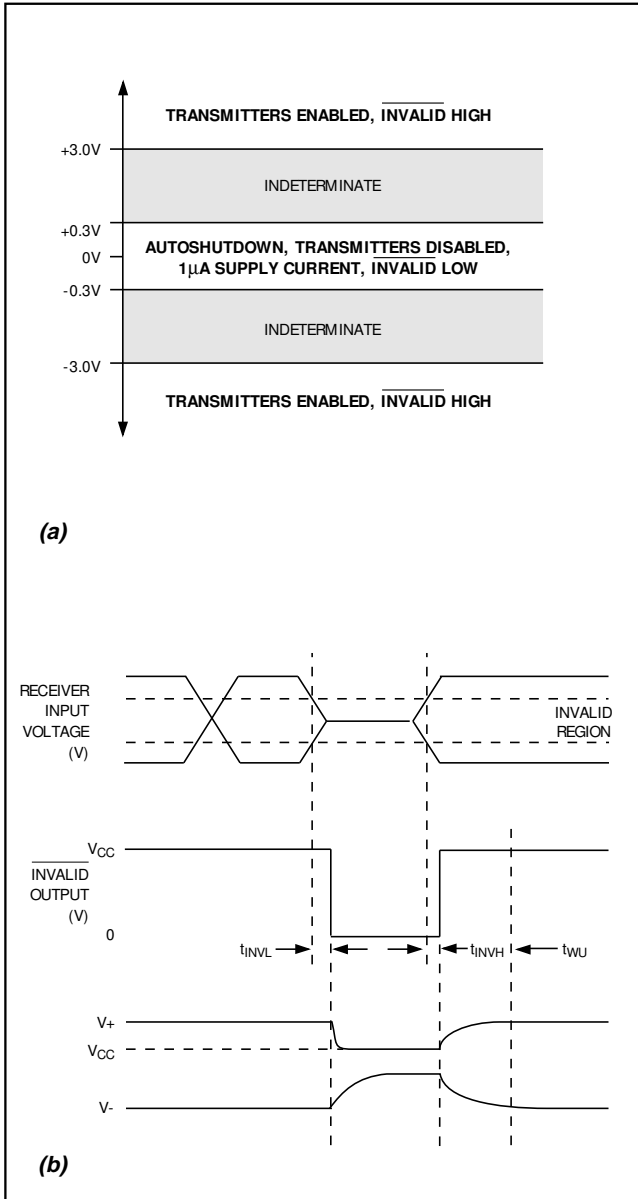 TRANSMITTERS ENABLED, INVALID HIGH
+3.0V
INDETERMINATE
+0.3V
AUTOSHUTDOWN, TRANSMITTERS DISABLED,
0V
1µA SUPPLY CURRENT, INVALID LOW
-0.3V
INDETERMINATE
-3.0V
TRANSMITTERS ENABLED, INVALID HIGH
(a)
RECEIVER
INPUT
VOLTAGE
(V)
INVALID
REGION
VCC
INVALID
OUTPUT
(V)
0
tINVL
tINVH
tWU
V+
VCC
V-
(b)